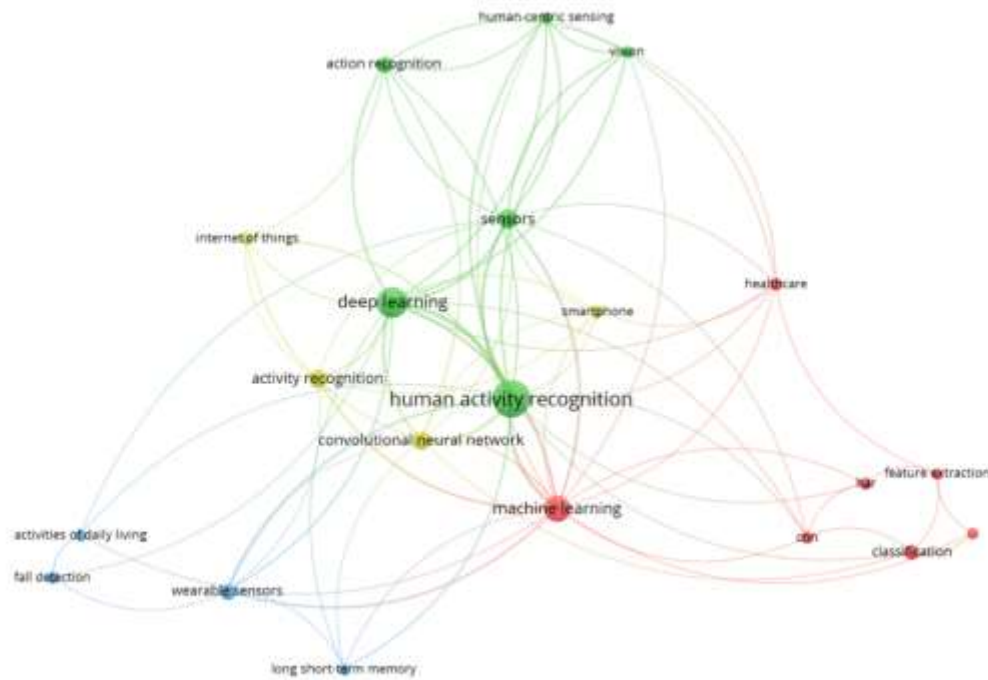 human-centric sensing
vision
action recognition
sensors
internet of things
healthcare
deep learning
smartphone
activity recognition
human activity recognition
convolutional neural network
feature extraction
har
machine learning
activities of daily living
cnn
classification
fall detection
wearable sensors
long short-term memory